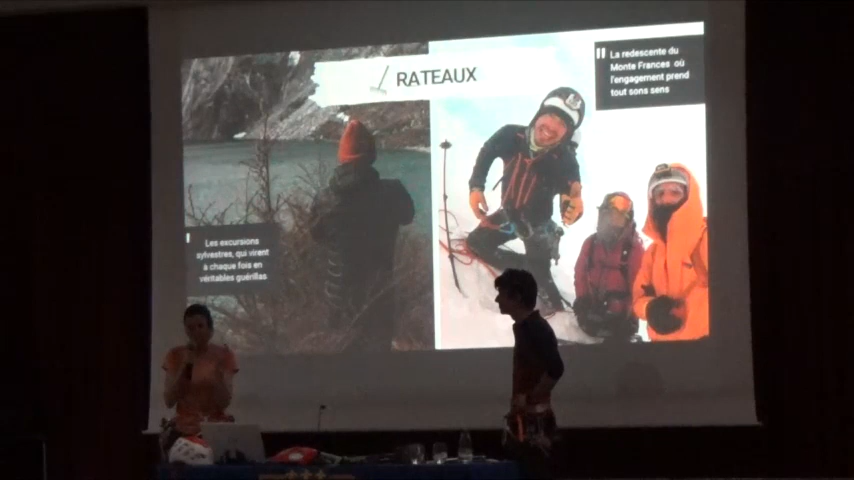 RATEAUX
La redescente du
Monte Frances où
l'engagement prend
tout sons sens
Les excursions
sylvestres, qui virent
à chaque fois en
véritables guérillas